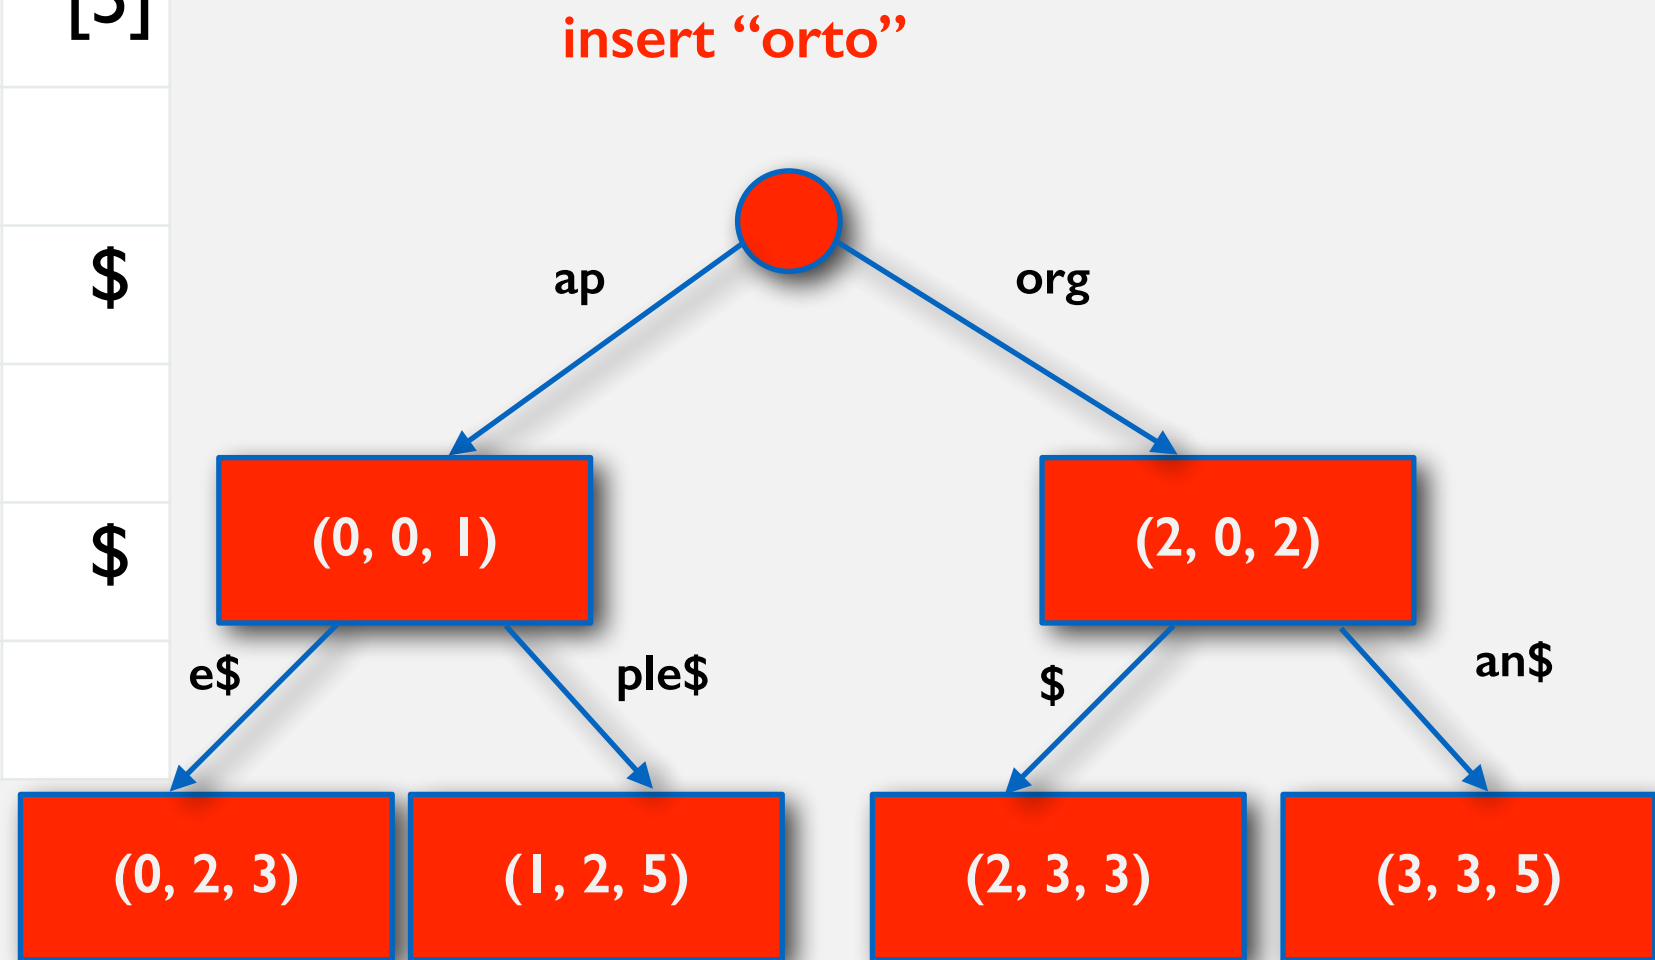 [5]
insert “orto”
$
ap
org
$
(0, 0, 1)
(2, 0, 2)
e$
ple$
$
an$
(0, 2, 3)
(1, 2, 5)
(2, 3, 3)
(3, 3, 5)